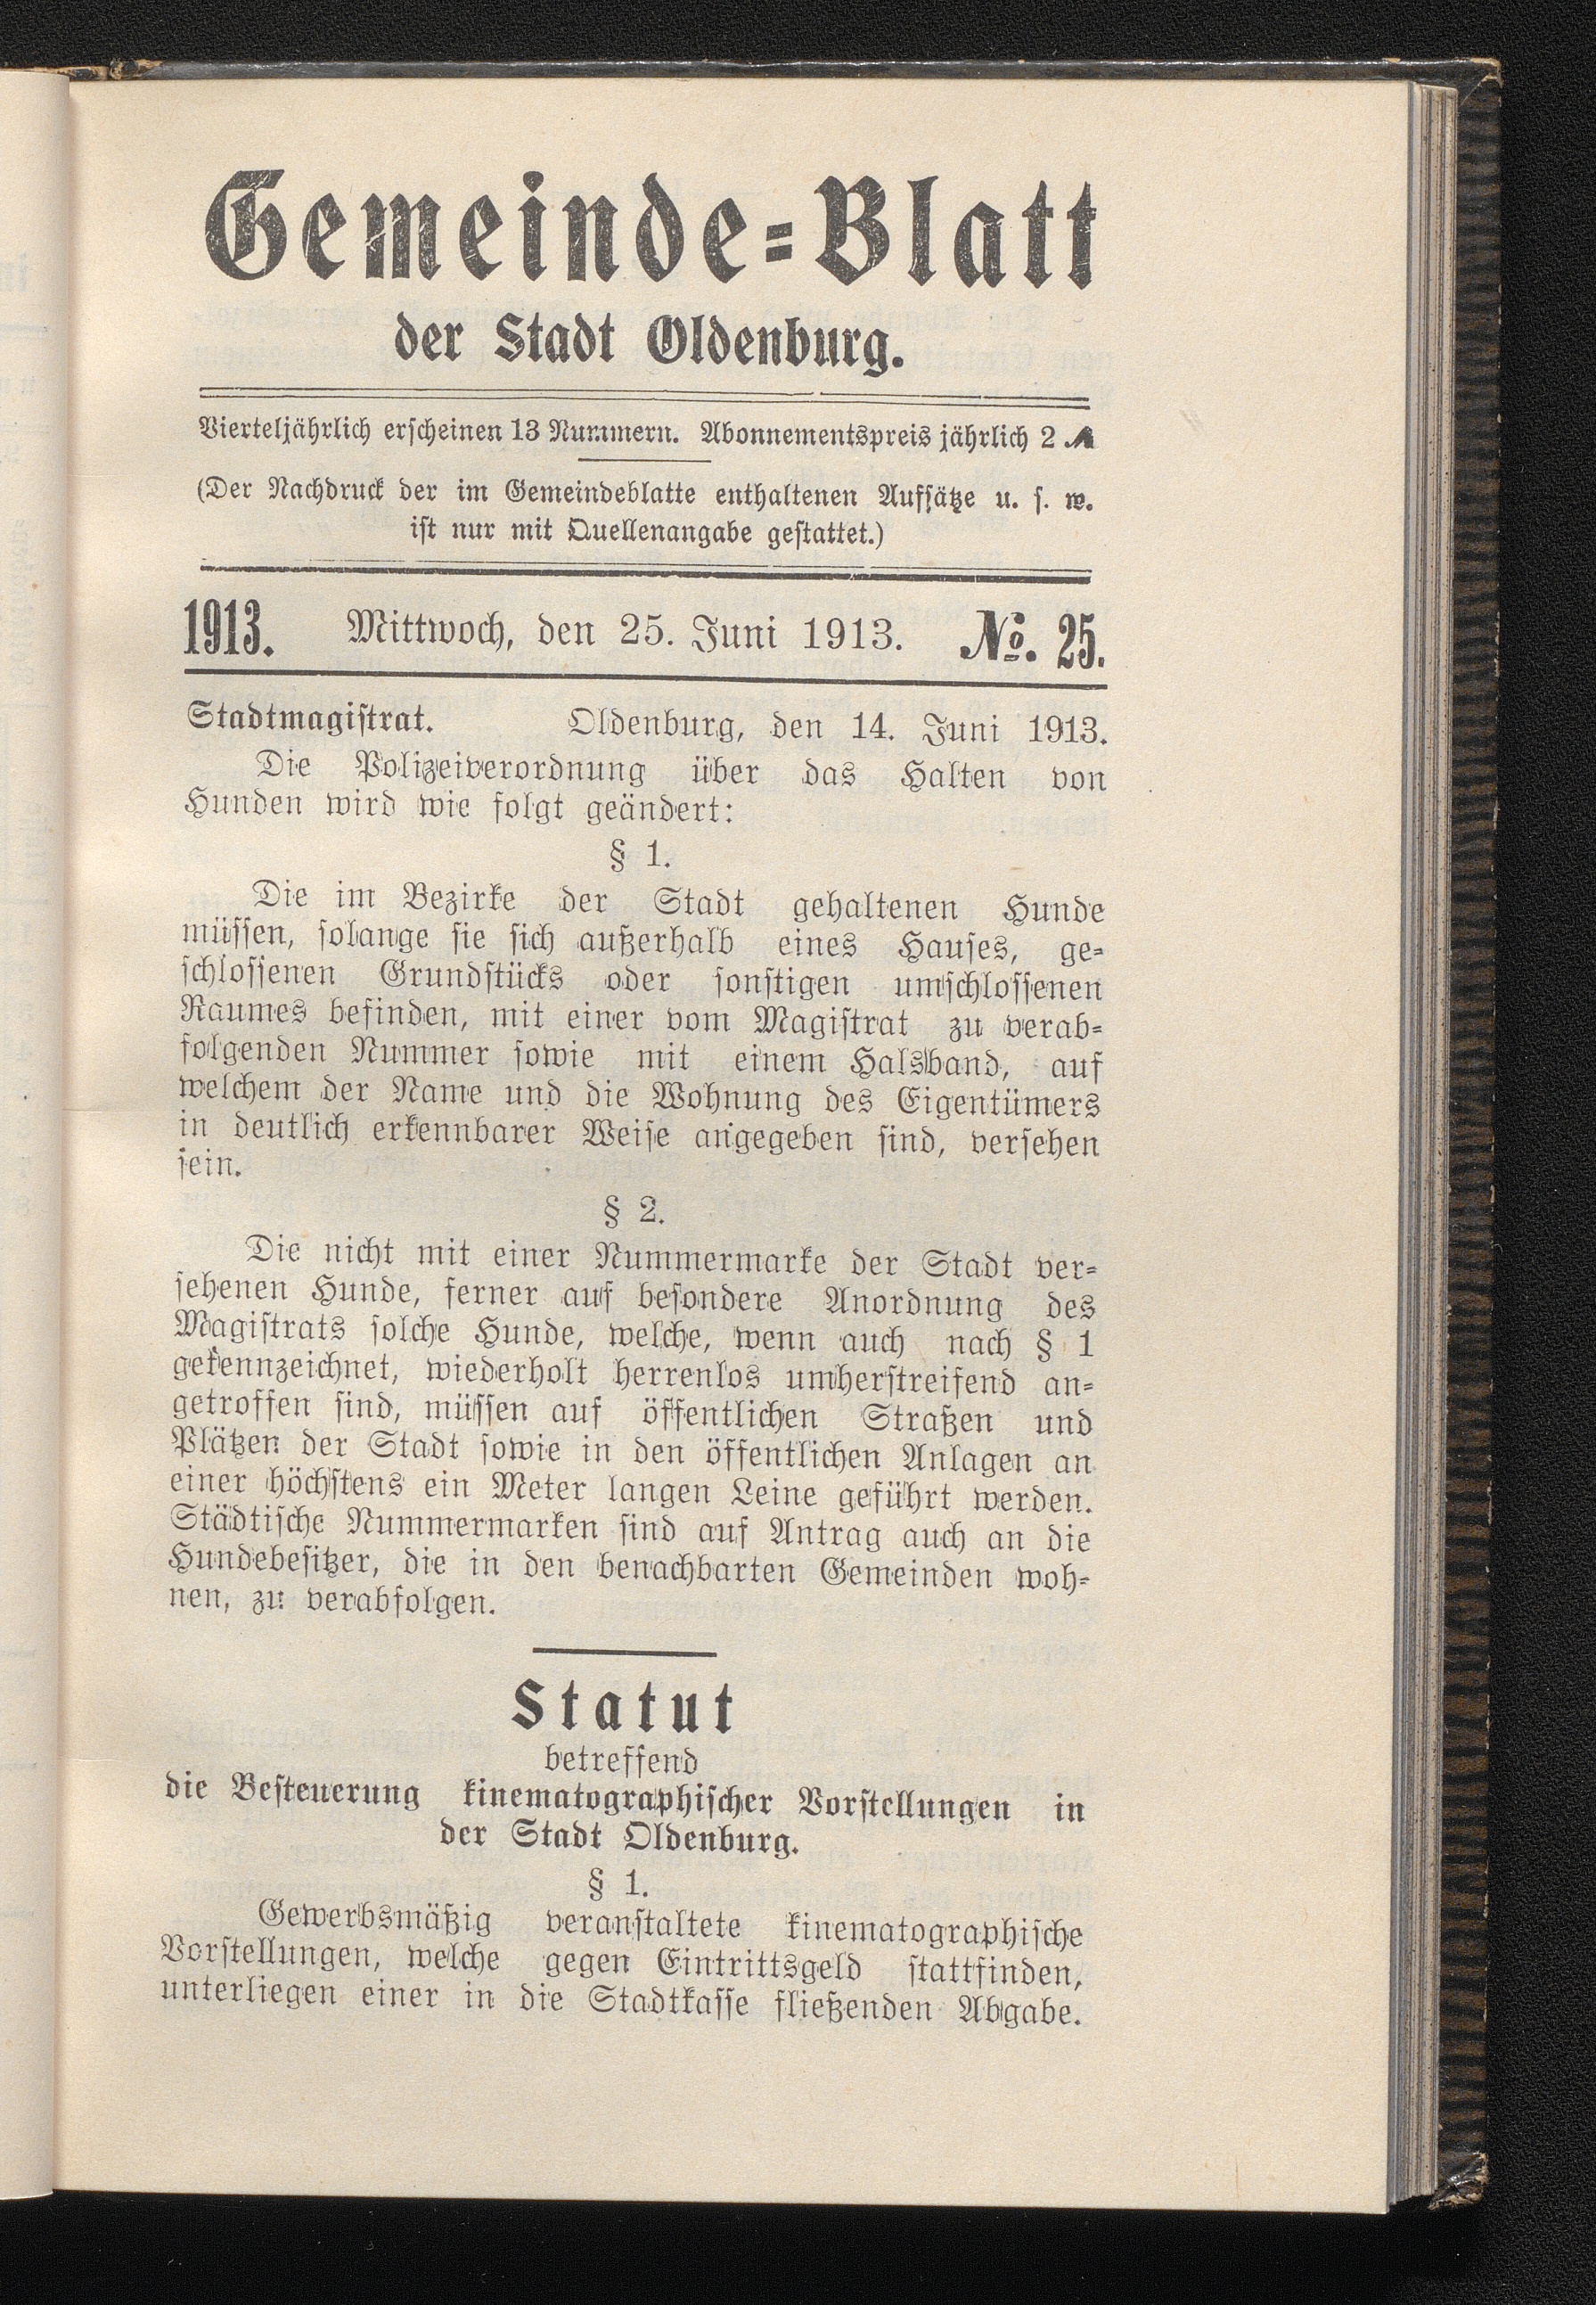 Gemeinde=Blatt
der Stadt Oldenburg.
Vierteljährlich erscheinen 13 Nummern. Abonnementspreis jährlich 2 ℳ
(Der Nachdruck der im Gemeindeblatte enthaltenen Aufsätze u. s. w.
ist nur mit Quellenangabe gestattet.)
1913. Mittwoch, den 25. Juni 1913. No. 25.
Stadtmagistrat. Oldenburg, den 14. Juni 1913.
Die Polizeiverordnung über das Halten von
Hunden wird wie folgt geändert:
§ 1.
Die im Bezirke der Stadt gehaltenen Hunde
müssen, solange sie sich außerhalb eines Hauses, ge=
schlossenen Grundstücks oder sonstigen umschlossenen
Raumes befinden, mit einer vom Magistrat zu verab=
folgenden Nummer sowie mit einem Halsband, auf
welchem der Name und die Wohnung des Eigentümers
in deutlich erkennbarer Weise angegeben sind, versehen
sein.
§ 2.
Die nicht mit einer Nummermarke der Stadt ver=
sehenen Hunde, ferner auf besondere Anordnung des
Magistrats solche Hunde, welche, wenn auch nach § 1
gekennzeichnet, wiederholt herrenlos umherstreifend an=
getroffen sind, müssen auf öffentlichen Straßen und
Plätzen der Stadt sowie in den öffentlichen Anlagen an
einer höchstens ein Meter langen Leine geführt werden.
Städtische Nummermarken sind auf Antrag auch an die
Hundebesitzer, die in den benachbarten Gemeinden woh=
nen, zu verabfolgen.
Statut
betreffend
die Besteuerung kinematographischer Vorstellungen in
der Stadt Oldenburg.
§ 1.
Gewerbsmäßig veranstaltete kinematographische
Vorstellungen, welche gegen Eintrittsgeld stattfinden,
unterliegen einer in die Stadtkasse fließenden Abgabe.